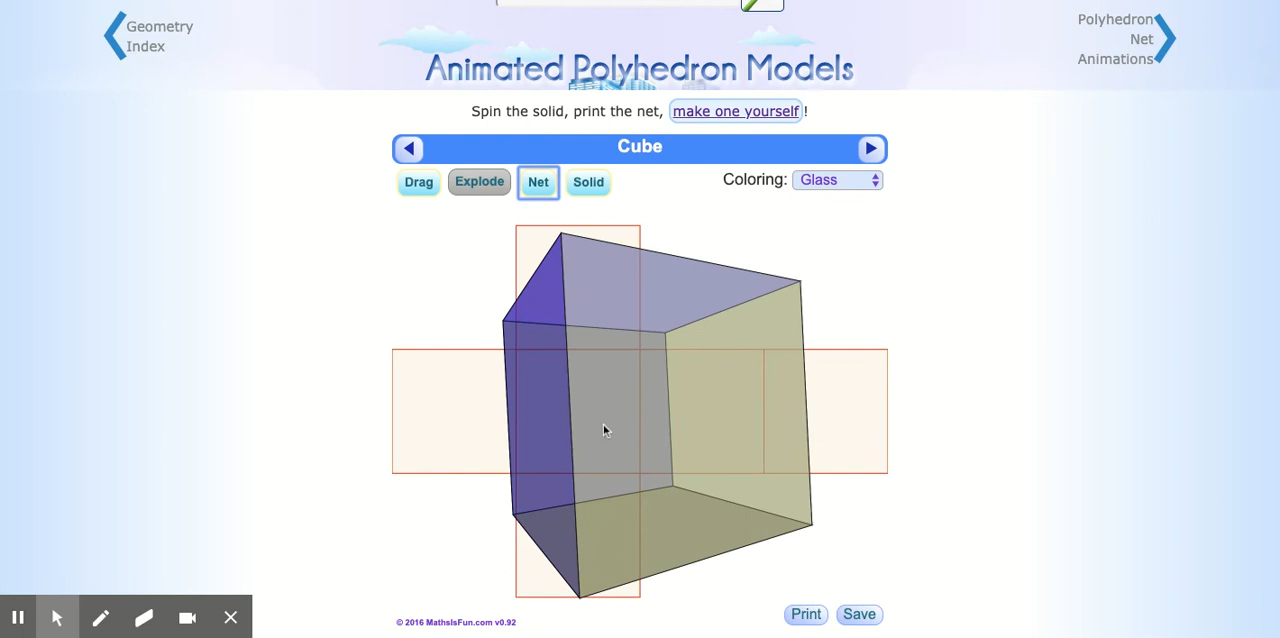 Geometry
Index
Polyhedron
Net
Animations
Animated Polyhedron Models
Spin the solid, print the net, make one yourself !
Cube
Drag Explode Net Solid Coloring: Glass
Print Save
© 2016 MathsIsFun.com v0.92